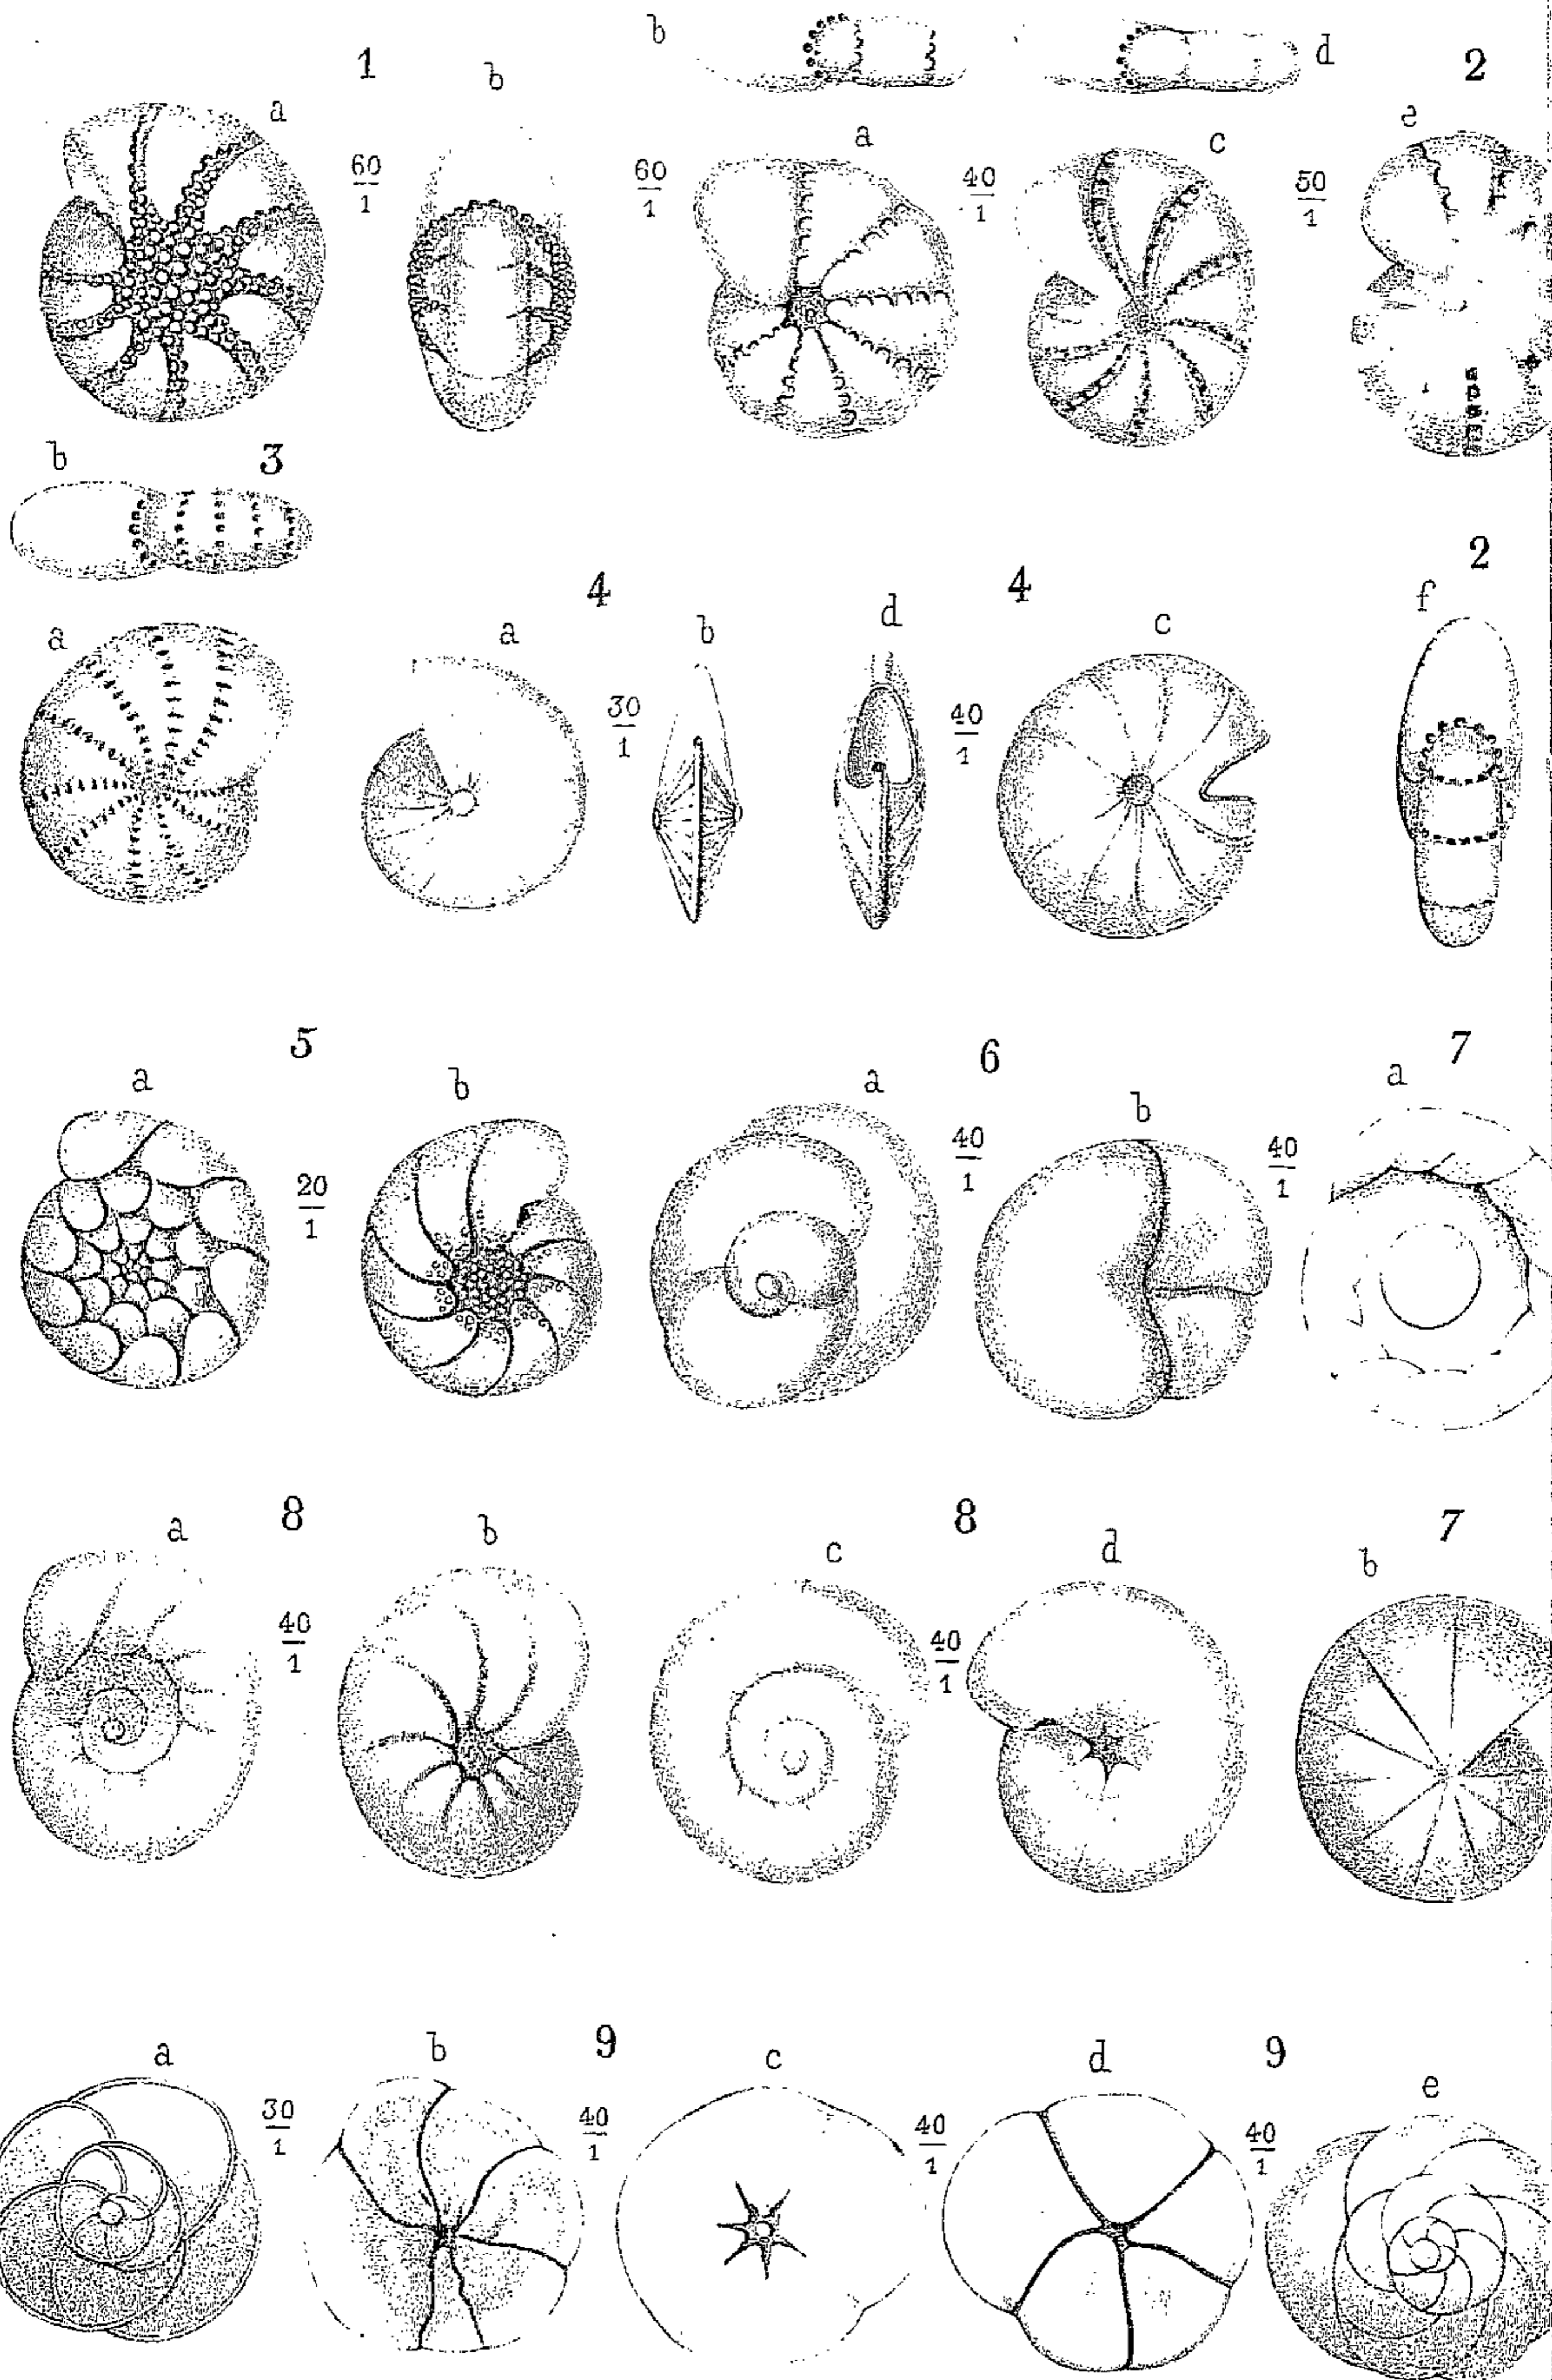 1 b b d 2
a a c e
60/1 60/1 40/1 50/1
b 3
4 4 2
a a b d c f
30/1 40/1
5 6 7
a b a b a
20/1 40/1 40/1
8 8 7
a b c d b
40/1 40/1
9 9
a b c d e
30/1 40/1 40/1 40/1